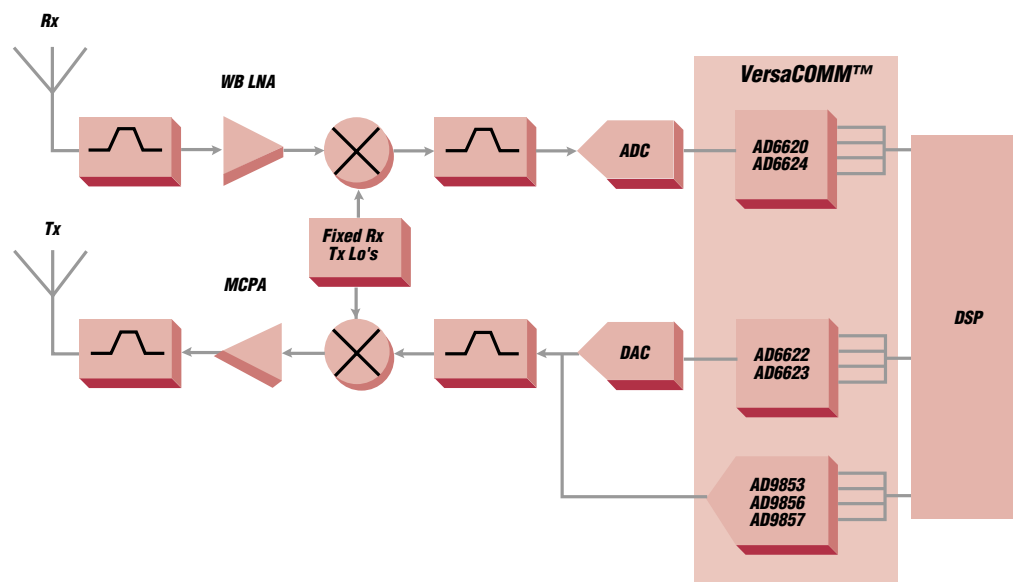 Rx
WB LNA
VersaCOMM™
ADC
AD6620
AD6624
Fixed Rx
Tx Lo's
Tx
MCPA
DAC
AD6622
AD6623
DSP
AD9853
AD9856
AD9857